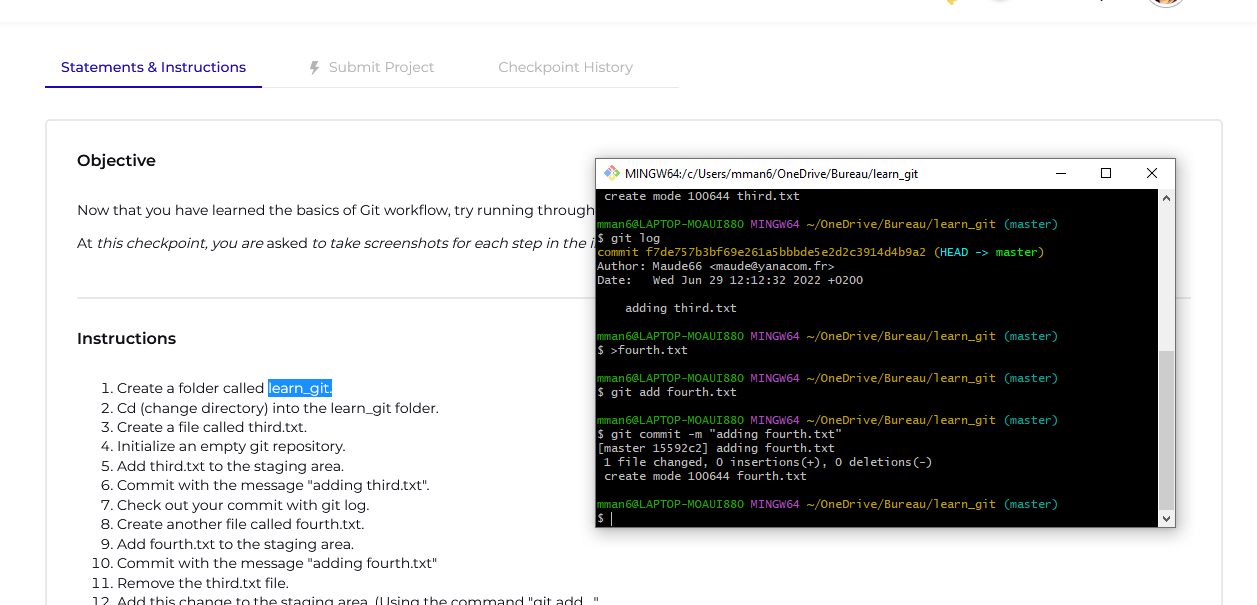 Statements & Instructions
Submit Project
Checkpoint History
Objective
Now that you have learned the basics of Git workflow, try running through
At this checkpoint, you are asked to take screenshots for each step in the i
Instructions
1. Create a folder called learn_git.
2. Cd (change directory) into the learn_git folder.
3. Create a file called third.txt.
4. Initialize an empty git repository.
5. Add third.txt to the staging area.
6. Commit with the message "adding third.txt".
7. Check out your commit with git log.
8. Create another file called fourth.txt.
9. Add fourth.txt to the staging area.
10. Commit with the message "adding fourth.txt"
11. Remove the third.txt file.
12. Add this change to the staging area. (Using the command "git add . "
MINGW64:/c/Users/mman6/OneDrive/Bureau/learn_git
create mode 100644 third.txt
mman6@LAPTOP-MOAUI880 MINGW64 ~/OneDrive/Bureau/learn_git (master)
$ git log
commit f7de757b3bf69e261a5bbbde5e2d2c3914d4b9a2 (HEAD -> master)
Author: Maude66 <maude@yanacom.fr>
Date:   Wed Jun 29 12:12:32 2022 +0200
adding third.txt
mman6@LAPTOP-MOAUI880 MINGW64 ~/OneDrive/Bureau/learn_git (master)
$ >fourth.txt
mman6@LAPTOP-MOAUI880 MINGW64 ~/OneDrive/Bureau/learn_git (master)
$ git add fourth.txt
mman6@LAPTOP-MOAUI880 MINGW64 ~/OneDrive/Bureau/learn_git (master)
$ git commit -m "adding fourth.txt"
[master 15592c2] adding fourth.txt
1 file changed, 0 insertions(+), 0 deletions(-)
create mode 100644 fourth.txt
mman6@LAPTOP-MOAUI880 MINGW64 ~/OneDrive/Bureau/learn_git (master)
$